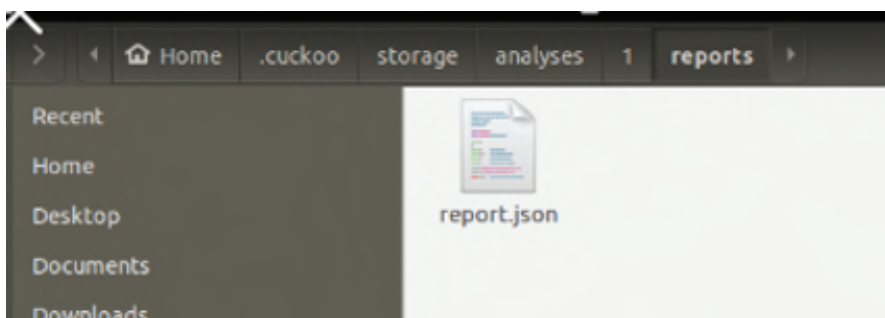 Home .cuckoo storage analyses 1 reports
Recent
Home
Desktop
Documents
Downloads
report.json